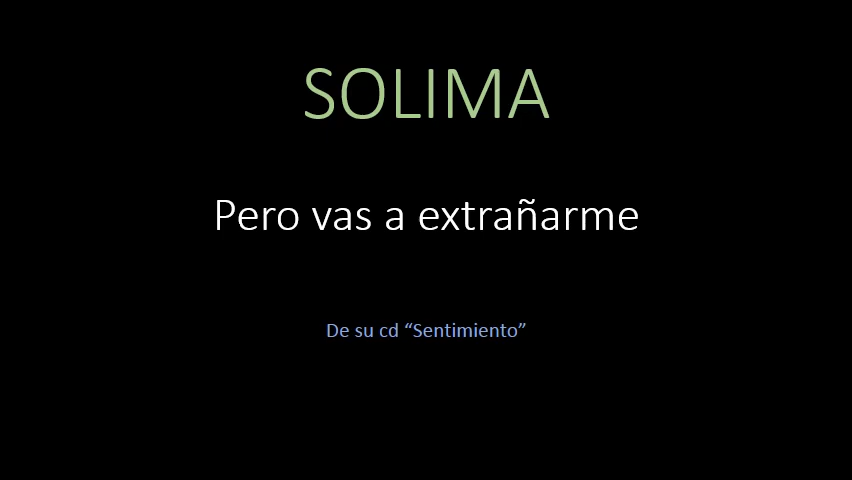 SOLIMA
Pero vas a extrañarme
De su cd “Sentimiento”